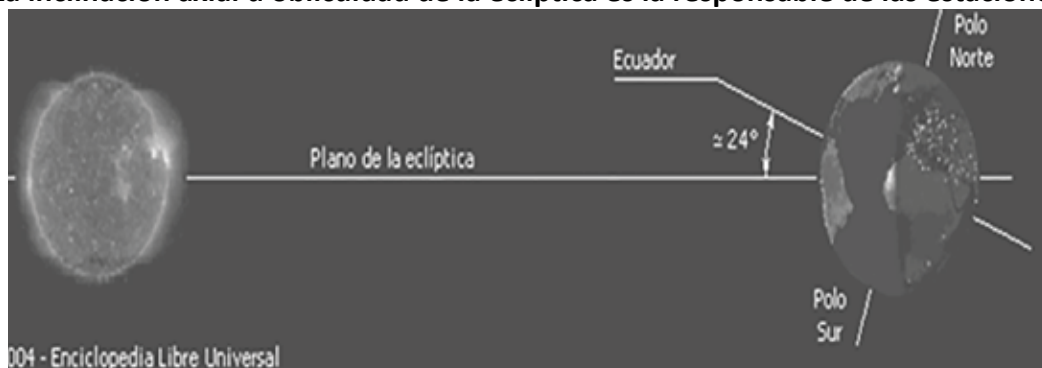 La inclinación axial u oblicuidad de la eclíptica es la responsable de las estacion
Polo
Norte
Ecuador
≃ 24°
Plano de la eclíptica
Polo
Sur
004 - Enciclopedia Libre Universal